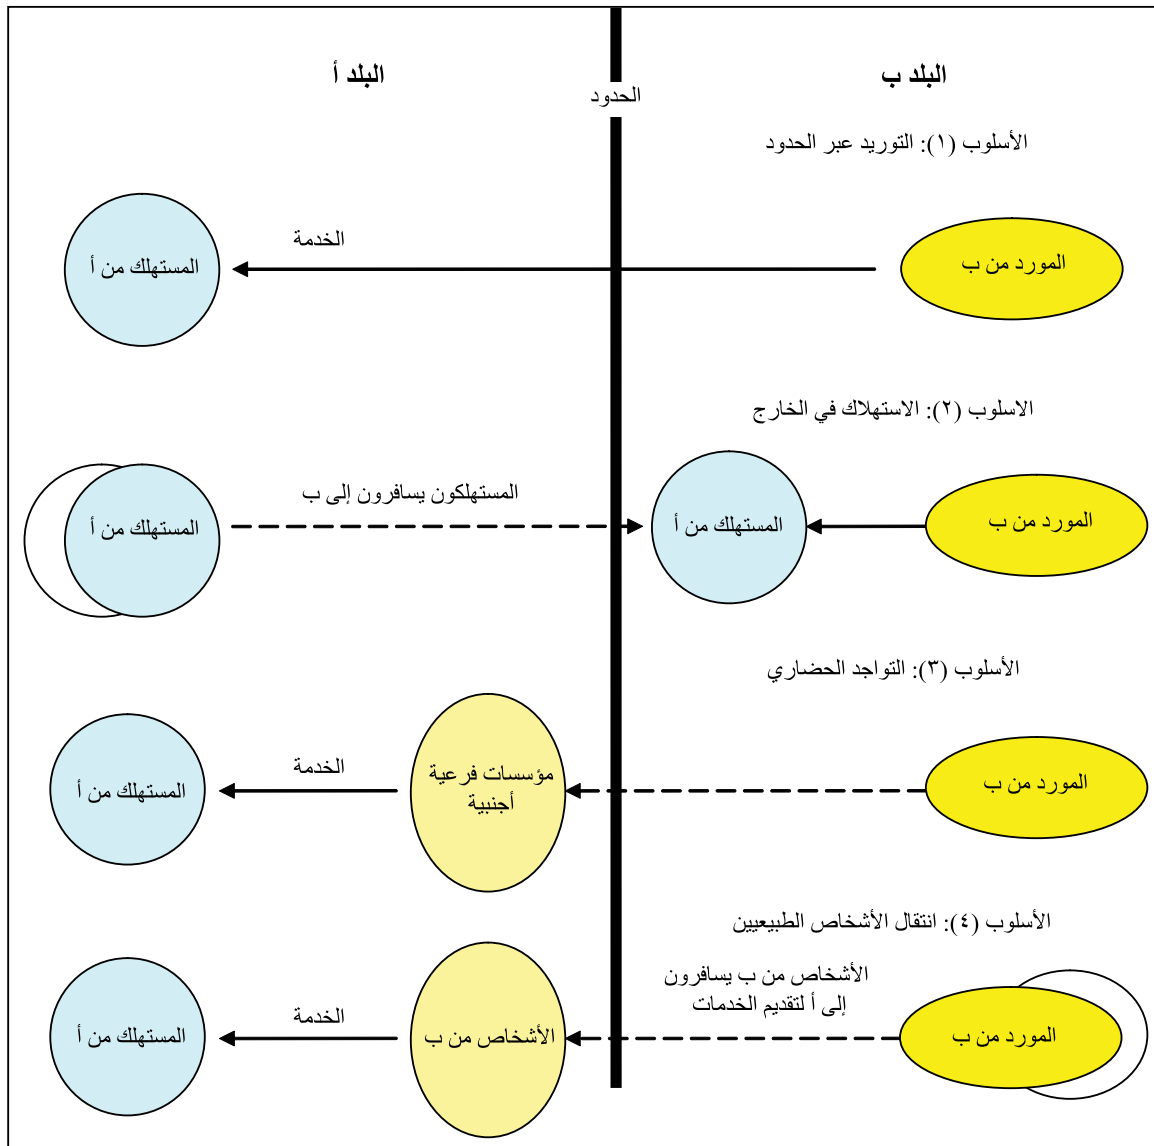 البلد ب
البلد أ
الحدود
الأسلوب (١): التوريد عبر الحدود
المورد من ب
الخدمة
المستهلك من أ
الاسلوب (٢): الاستهلاك في الخارج
المورد من ب
المستهلك من أ
المستهلكون يسافرون إلى ب
المستهلك من أ
الأسلوب (٣): التواجد الحضاري
المورد من ب
مؤسسات فرعية
أجنبية
الخدمة
المستهلك من أ
الأسلوب (٤): انتقال الأشخاص الطبيعيين
الأشخاص من ب يسافرون
إلى أ لتقديم الخدمات
المورد من ب
الأشخاص من ب
الخدمة
المستهلك من أ